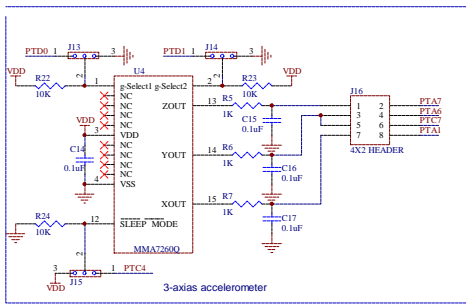 PTD0 1 J13 3 PTD1 1 J14 3
2 2
VDD R22 10K 1 U4 2 R23 10K VDD
g-Select1 g-Select2
NC ZOUT 13 R5 1K
NC
NC
NC
C15 0.1uF
J16
1 2 PTA7
3 4 PTA6
5 6 PTC7
7 8 PTA1
4X2 HEADER
VDD 3 VDD
C14 0.1uF
NC
NC
NC
NC
YOUT 14 R6 1K
C16 0.1uF
4 VSS
XOUT 15 R7 1K
C17 0.1uF
R24 10K 12 SLEEP MODE
MMA7260Q
2
3 1 PTC4
VDD J15
3-axias accelerometer